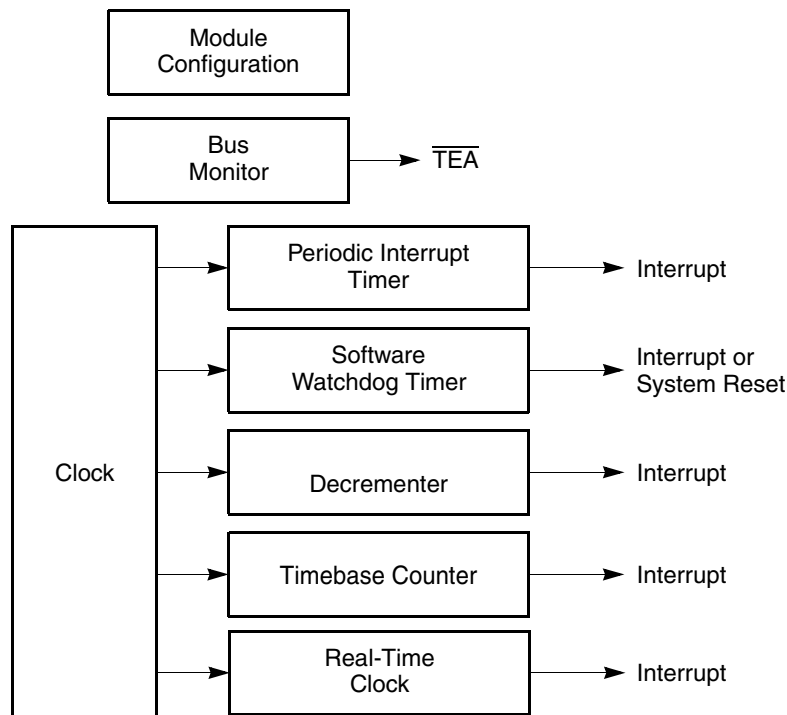 Module
Configuration
Bus
Monitor
TEA
Clock
Periodic Interrupt
Timer
Interrupt
Software
Watchdog Timer
Interrupt or
System Reset
Decrementer
Interrupt
Timebase Counter
Interrupt
Real-Time
Clock
Interrupt